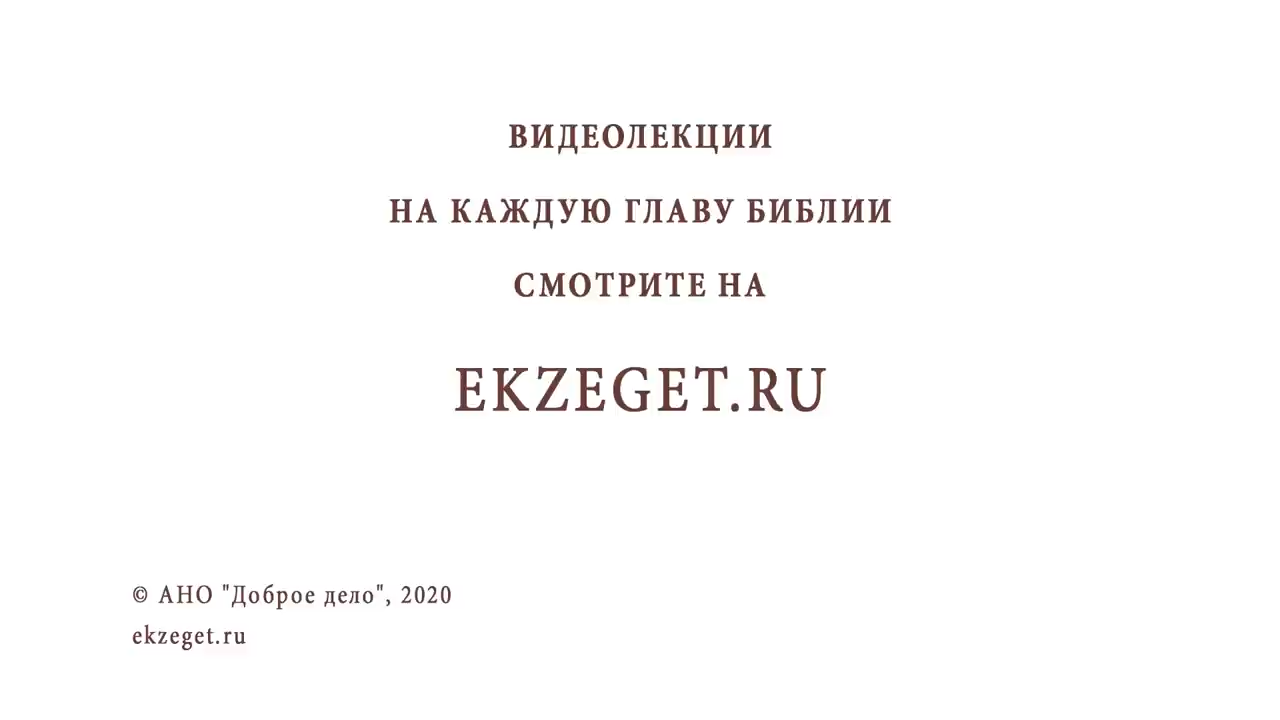 ВИДЕОЛЕКЦИИ
НА КАЖДУЮ ГЛАВУ БИБЛИИ
СМОТРИТЕ НА
EKZEGET.RU
© АНО "Доброе дело", 2020
ekzeget.ru